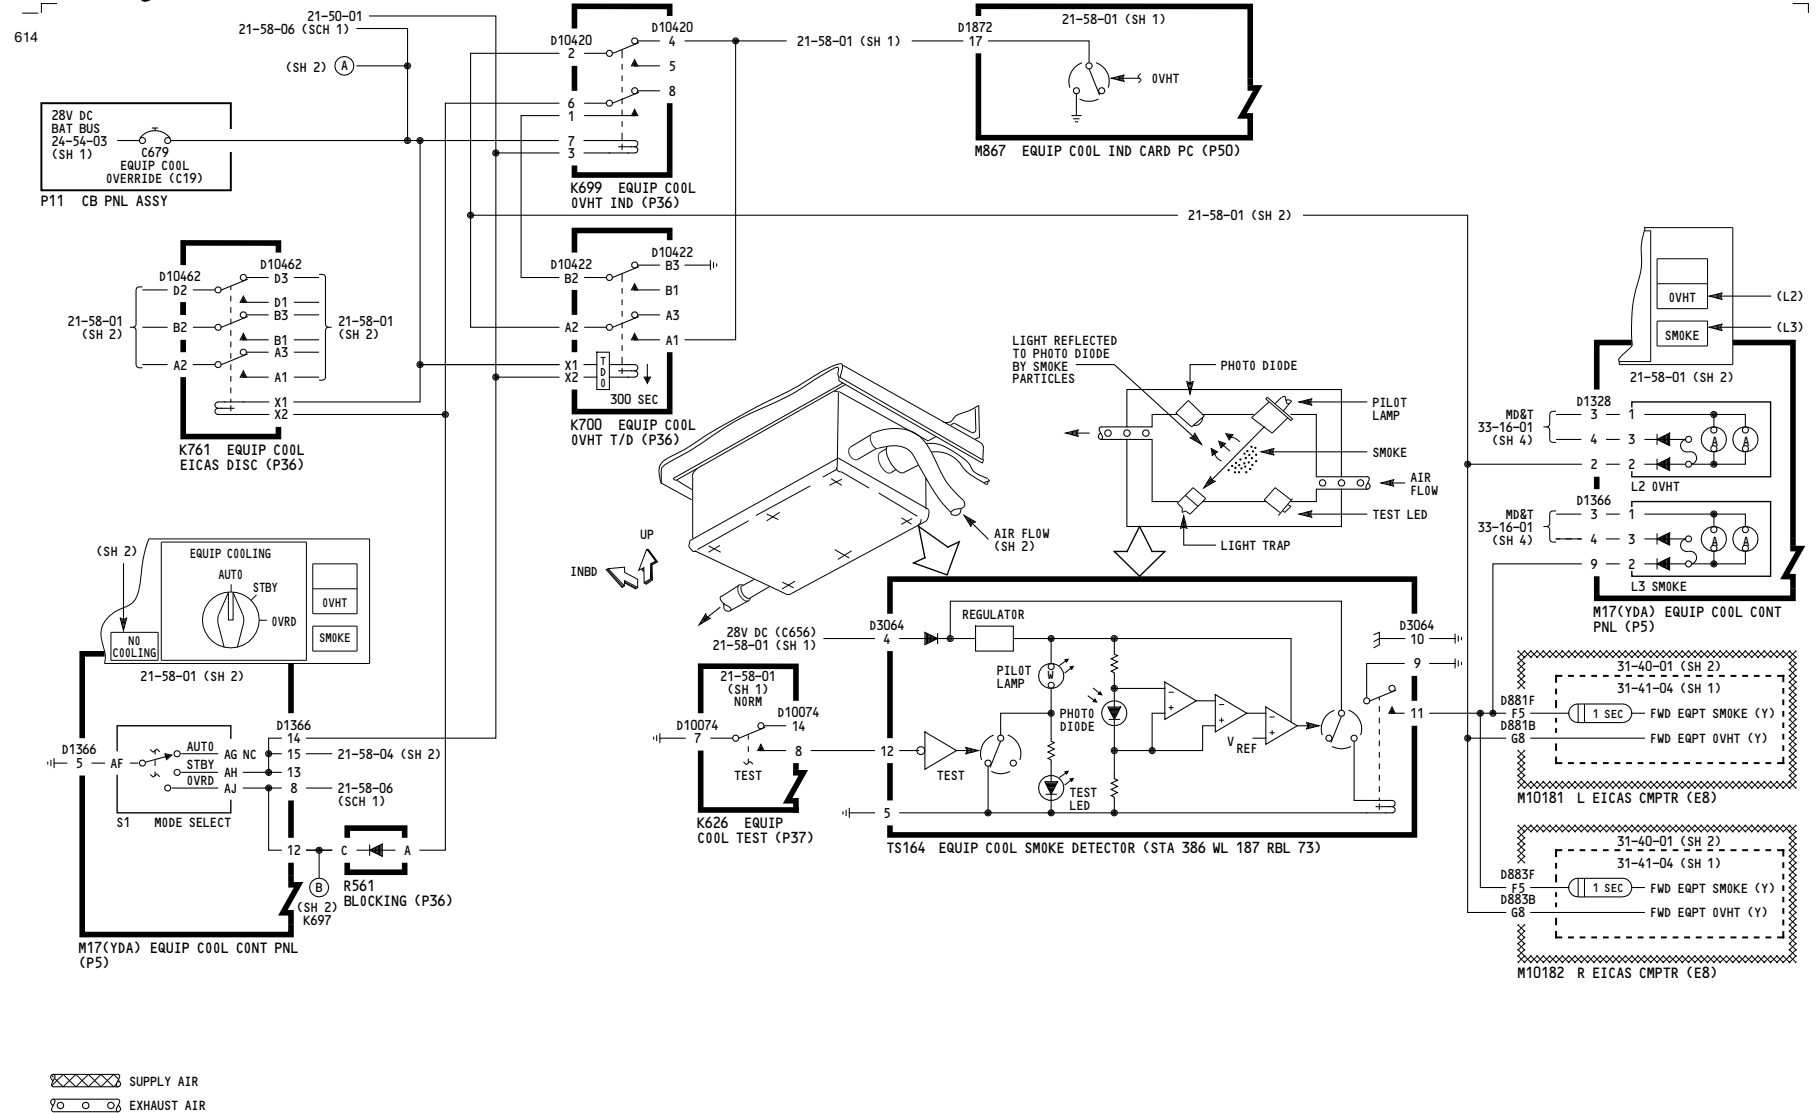 614
21-50-01
21-58-06 (SCH 1)
(SH 2) A
28V DC
BAT BUS
24-54-03
(SH 1)
C679
EQUIP COOL
OVERRIDE (C19)
P11 CB PNL ASSY
D10420
D10420
2
4
5
6
8
1
7
3
K699 EQUIP COOL
OVHT IND (P36)
21-58-01 (SH 1)
D1872
17
21-58-01 (SH 1)
OVHT
M867 EQUIP COOL IND CARD PC (P50)
21-58-01 (SH 2)
D10462
D10462
D2
D3
D1
B2
B3
B1
A2
A3
A1
X1
X2
21-58-01
(SH 2)
21-58-01
(SH 2)
K761 EQUIP COOL
EICAS DISC (P36)
D10422
D10422
B2
B3
B1
A2
A3
A1
X1
X2
T
D
O
300 SEC
K700 EQUIP COOL
OVHT T/D (P36)
AIR FLOW
(SH 2)
UP
INBD
LIGHT REFLECTED
TO PHOTO DIODE
BY SMOKE
PARTICLES
PHOTO DIODE
PILOT
LAMP
SMOKE
AIR
FLOW
TEST LED
LIGHT TRAP
OVHT
(L2)
SMOKE
(L3)
21-58-01 (SH 2)
D1328
MD&T
33-16-01
(SH 4)
3 1
4 3
2 2
A A
L2 OVHT
D1366
MD&T
33-16-01
(SH 4)
3 1
4 3
9 2
A A
L3 SMOKE
M17(YDA) EQUIP COOL CONT
PNL (P5)
(SH 2)
EQUIP COOLING
AUTO
STBY
OVRD
OVHT
SMOKE
NO
COOLING
21-58-01 (SH 2)
D1366
5 AF
AUTO
STBY
OVRD
AG NC
AH
AJ
S1 MODE SELECT
D1366
14
15
13
8
12
21-58-04 (SH 2)
21-58-06
(SCH 1)
C A
B
(SH 2)
K697
R561
BLOCKING (P36)
M17(YDA) EQUIP COOL CONT PNL
(P5)
28V DC (C656)
21-58-01 (SH 1)
D3064
4
21-58-01
(SH 1)
NORM
D10074
7
D10074
14
8
TEST
K626 EQUIP
COOL TEST (P37)
12
5
TEST
REGULATOR
PILOT
LAMP
W
PHOTO
DIODE
TEST
LED
-
+
-
+
-
+
VREF
D3064
10
9
11
TS164 EQUIP COOL SMOKE DETECTOR (STA 386 WL 187 RBL 73)
31-40-01 (SH 2)
31-41-04 (SH 1)
D881F
F5
1 SEC
FWD EQPT SMOKE (Y)
D881B
G8
FWD EQPT OVHT (Y)
M10181 L EICAS CMPTR (E8)
31-40-01 (SH 2)
31-41-04 (SH 1)
D883F
F5
1 SEC
FWD EQPT SMOKE (Y)
D883B
G8
FWD EQPT OVHT (Y)
M10182 R EICAS CMPTR (E8)
SUPPLY AIR
EXHAUST AIR